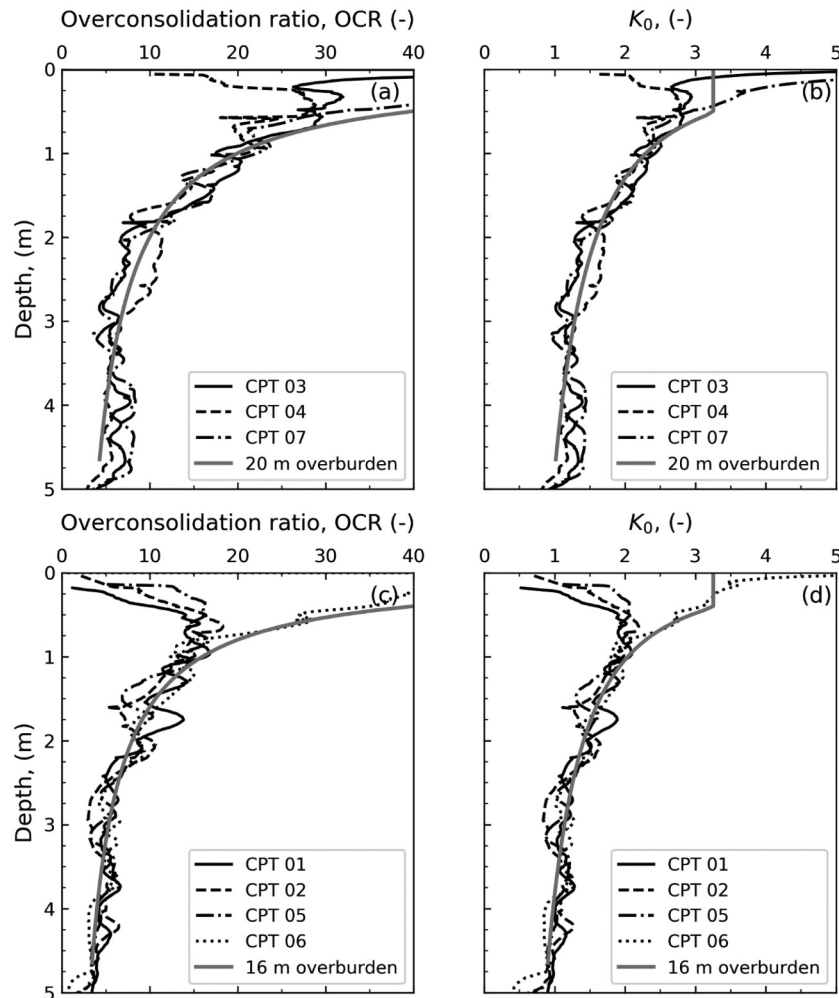 Overconsolidation ratio, OCR (-)
K₀, (-)
0 10 20 30 40
0 1 2 3 4 5
0
1
2
3
4
5
Depth, (m)
(a)
(b)
CPT 03
CPT 04
CPT 07
20 m overburden
CPT 03
CPT 04
CPT 07
20 m overburden
Overconsolidation ratio, OCR (-)
K₀, (-)
0 10 20 30 40
0 1 2 3 4 5
0
1
2
3
4
5
Depth, (m)
(c)
(d)
CPT 01
CPT 02
CPT 05
CPT 06
16 m overburden
CPT 01
CPT 02
CPT 05
CPT 06
16 m overburden